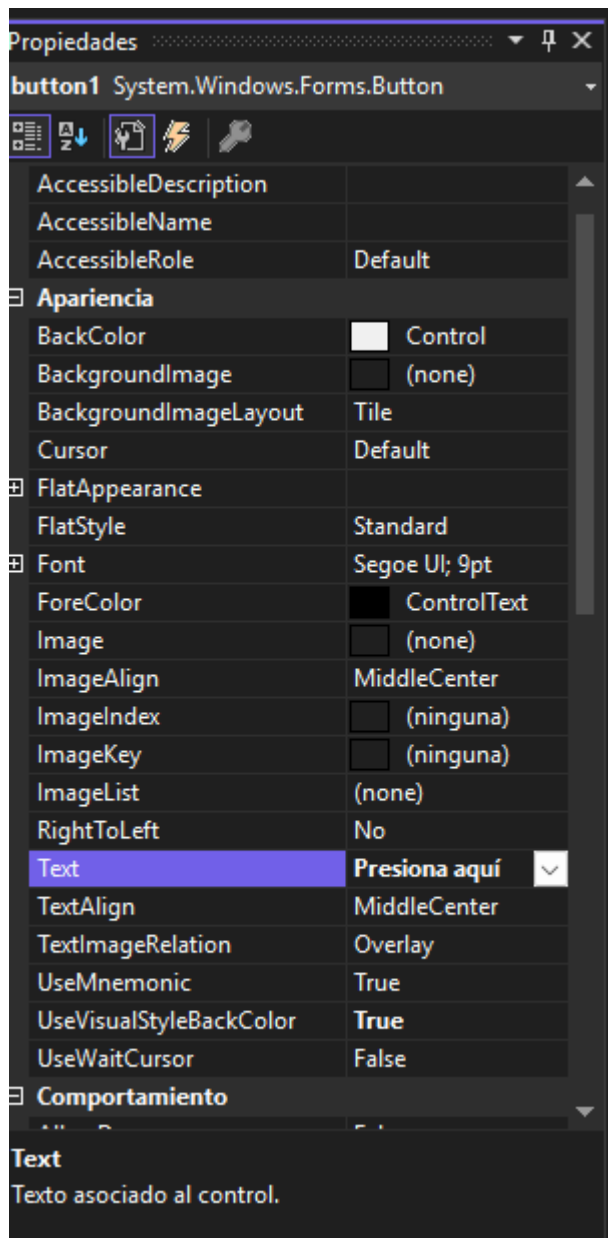 Propiedades
button1 System.Windows.Forms.Button
AccessibleDescription
AccessibleName
AccessibleRole Default
Apariencia
BackColor Control
BackgroundImage (none)
BackgroundImageLayout Tile
Cursor Default
FlatAppearance
FlatStyle Standard
Font Segoe UI; 9pt
ForeColor ControlText
Image (none)
ImageAlign MiddleCenter
ImageIndex (ninguna)
ImageKey (ninguna)
ImageList (none)
RightToLeft No
Text Presiona aquí
TextAlign MiddleCenter
TextImageRelation Overlay
UseMnemonic True
UseVisualStyleBackColor True
UseWaitCursor False
Comportamiento
Text
Texto asociado al control.